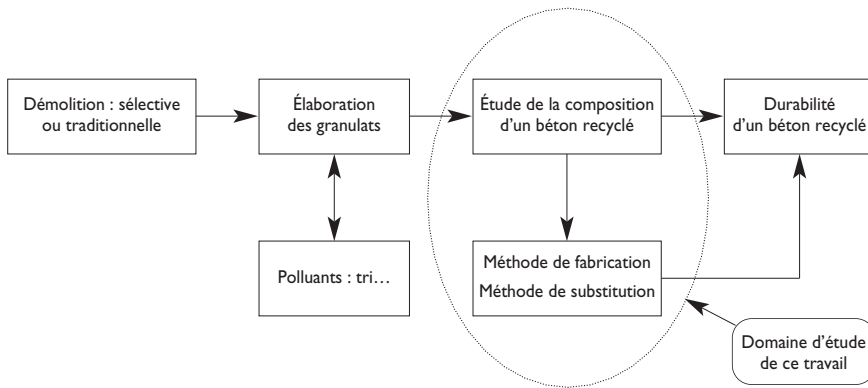 Démolition : sélective
ou traditionnelle
Élaboration
des granulats
Étude de la composition
d'un béton recyclé
Durabilité
d'un béton recyclé
Polluants : tri…
Méthode de fabrication
Méthode de substitution
Domaine d'étude
de ce travail